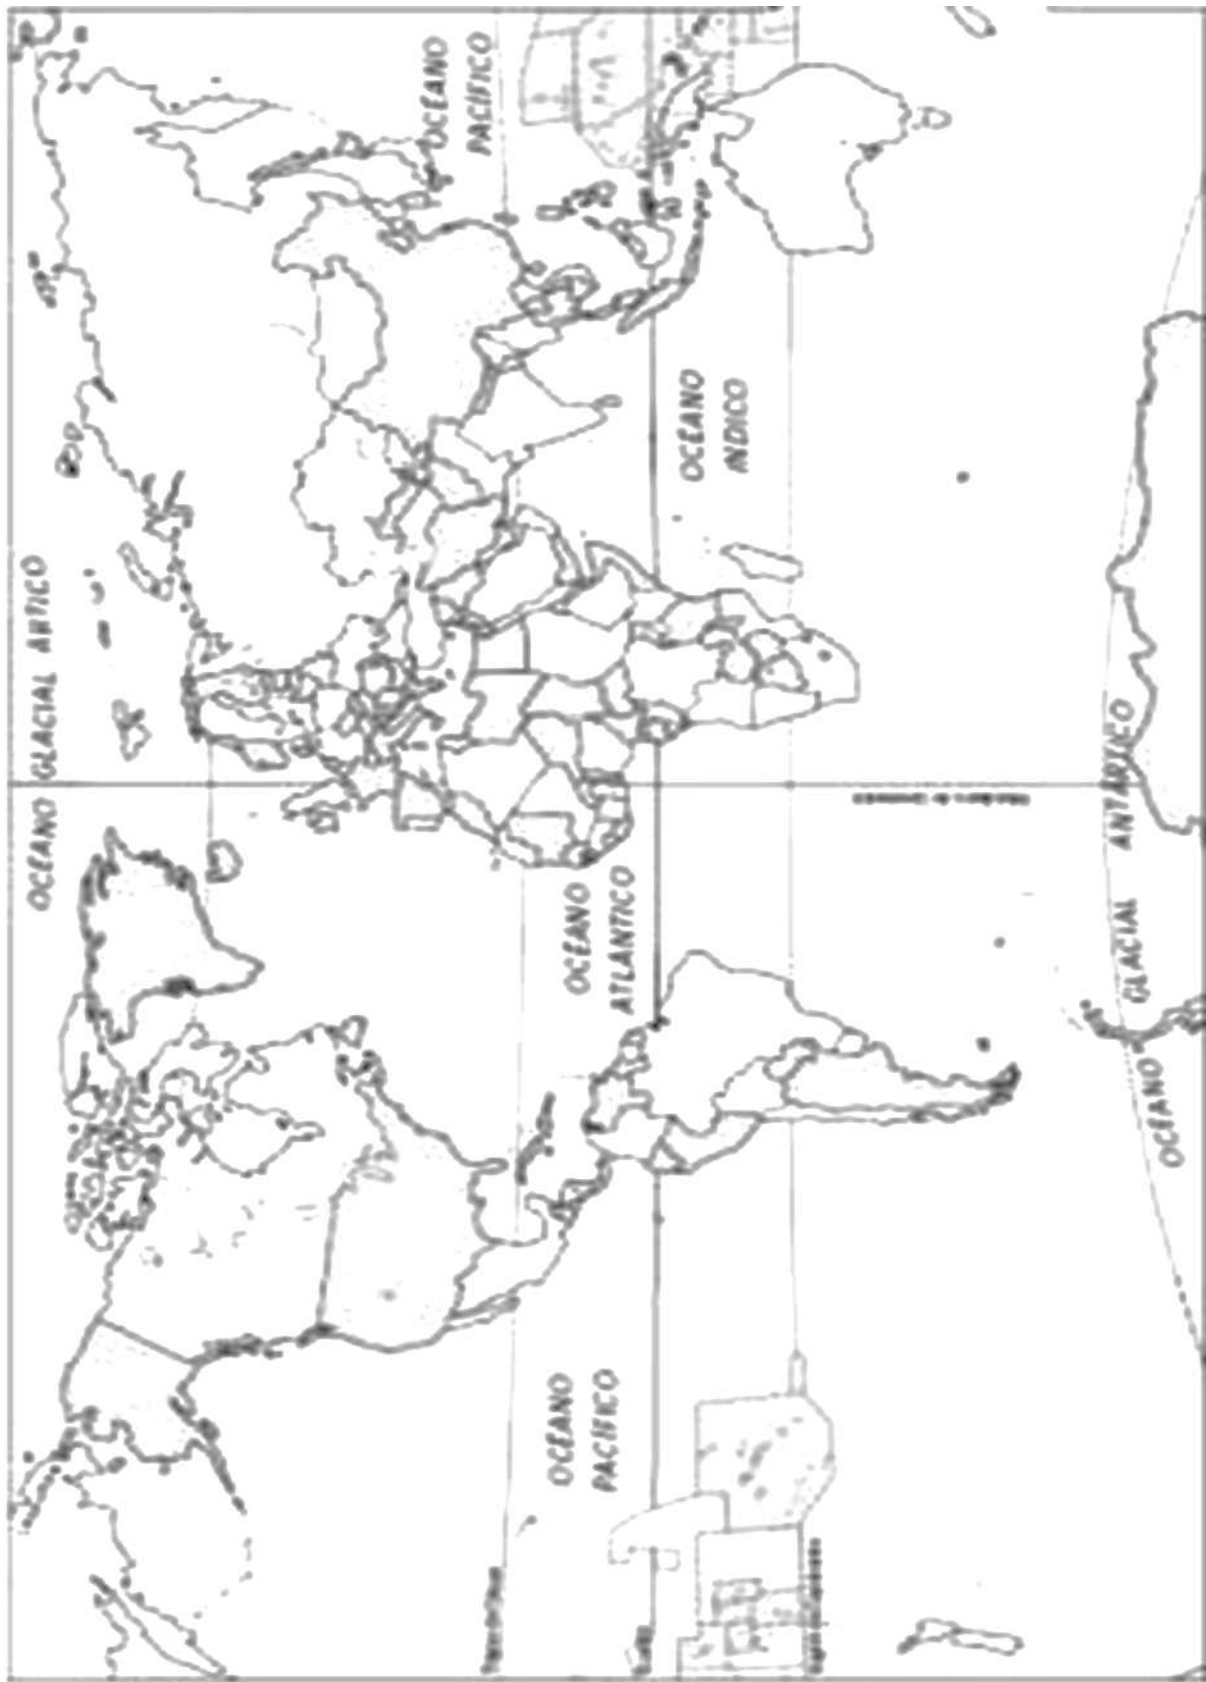 OCEANO GLACIAL ARTICO
OCEANO
PACIFICO
OCEANO
PACIFICO
OCEANO
ATLANTICO
OCEANO
INDICO
OCEANO GLACIAL ANTARTICO